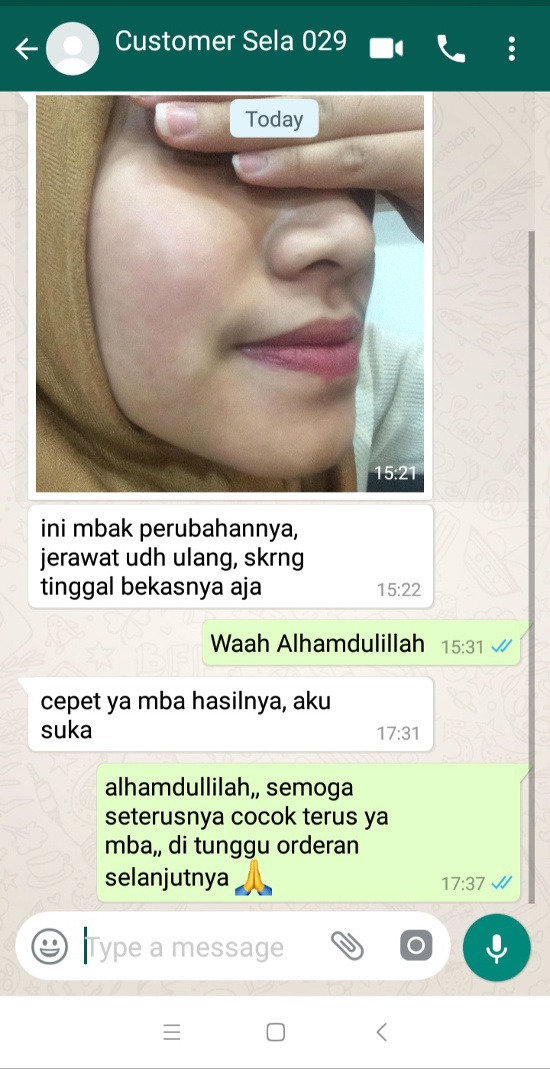 Customer Sela 029
Today
15:21
ini mbak perubahannya,
jerawat udh ulang, skrng
tinggal bekasnya aja
15:22
Waah Alhamdulillah 15:31
cepet ya mba hasilnya, aku
suka
17:31
alhamdullilah,, semoga
seterusnya cocok terus ya
mba,, di tunggu orderan
selanjutnya 🙏
17:37
Type a message